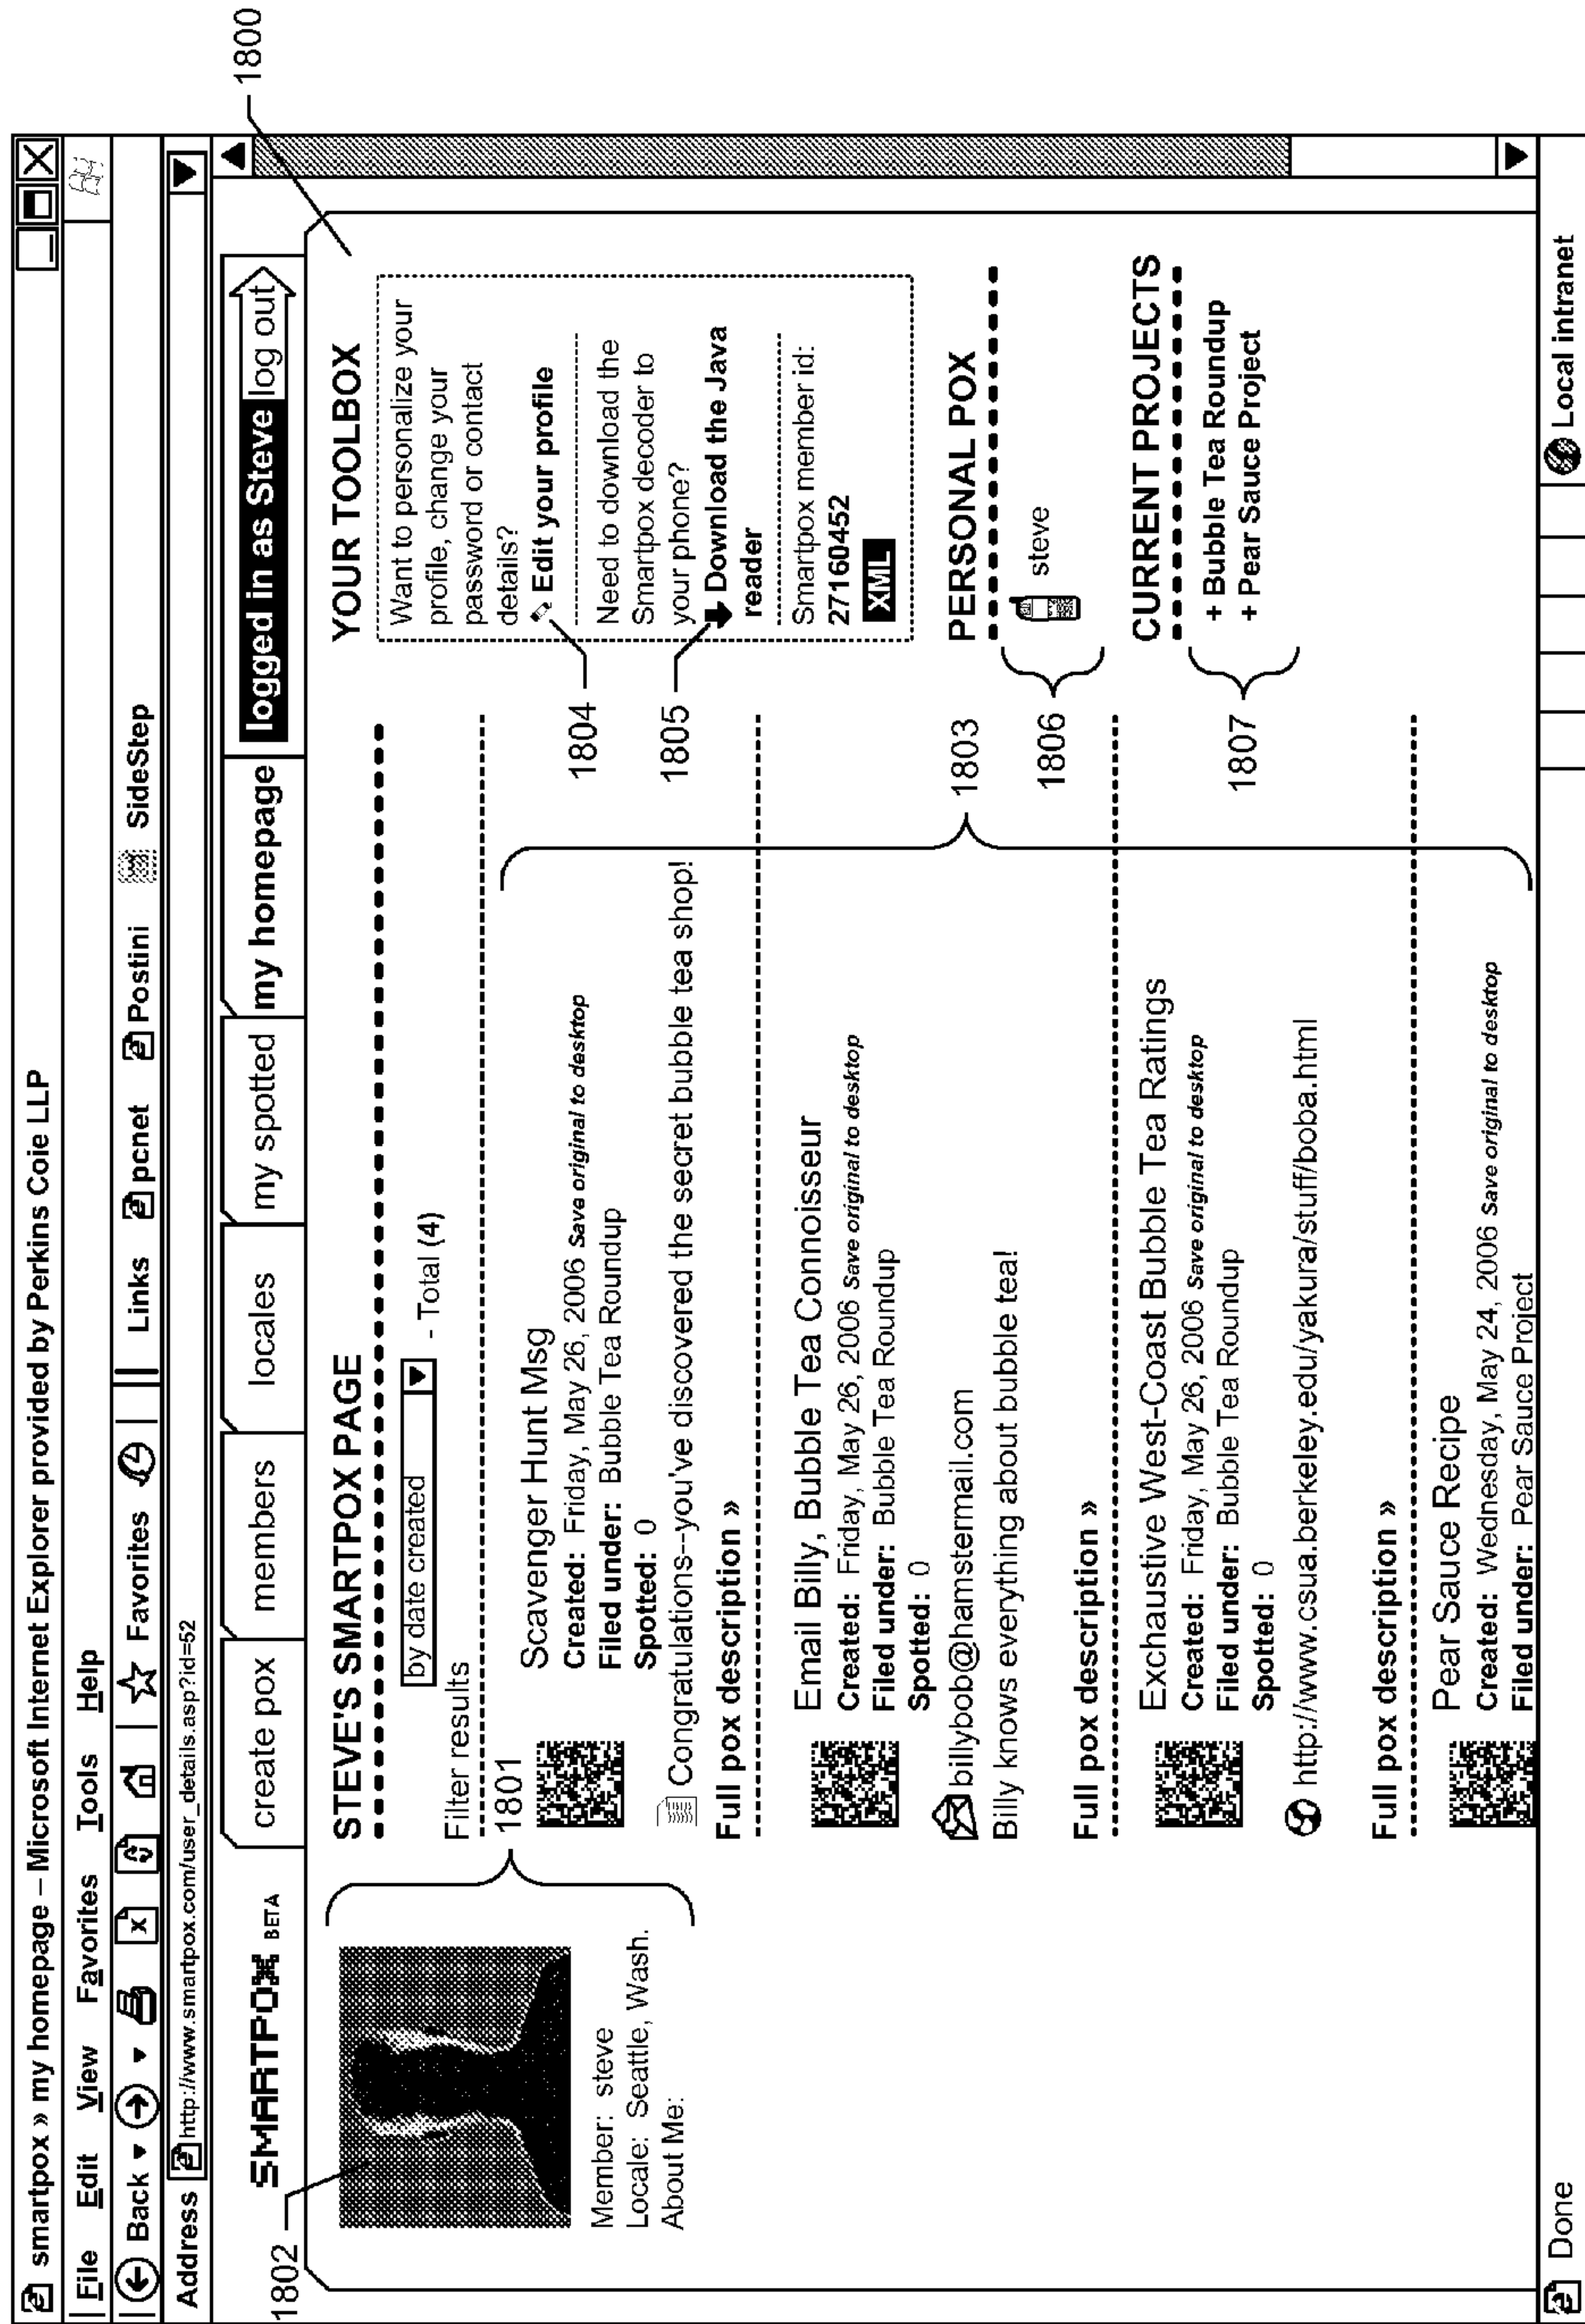 smartpox » my homepage – Microsoft Internet Explorer provided by Perkins Coie LLP
File Edit View Favorites Tools Help
Back Favorites Links pcnet Postini SideStep
Address http://www.smartpox.com/user_details.asp?id=52
SMARTPOX BETA
create pox members locales my spotted my homepage logged in as Steve log out
1800
1802
Member: steve
Locale: Seattle, Wash.
About Me:
1801
STEVE'S SMARTPOX PAGE
by date created - Total (4)
Filter results
Scavenger Hunt Msg
Created: Friday, May 26, 2006 Save original to desktop
Filed under: Bubble Tea Roundup
Spotted: 0
Congratulations--you've discovered the secret bubble tea shop!
Full pox description »
Email Billy, Bubble Tea Connoisseur
Created: Friday, May 26, 2006 Save original to desktop
Filed under: Bubble Tea Roundup
Spotted: 0
billybob@hamstermail.com
Billy knows everything about bubble tea!
Full pox description »
Exhaustive West-Coast Bubble Tea Ratings
Created: Friday, May 26, 2006 Save original to desktop
Filed under: Bubble Tea Roundup
Spotted: 0
http://www.csua.berkeley.edu/yakura/stuff/boba.html
Full pox description »
Pear Sauce Recipe
Created: Wednesday, May 24, 2006 Save original to desktop
Filed under: Pear Sauce Project
1803
YOUR TOOLBOX
Want to personalize your
profile, change your
password or contact
details?
Edit your profile
1804
Need to download the
Smartpox decoder to
your phone?
Download the Java
reader
1805
Smartpox member id:
27160452
XML
PERSONAL POX
steve
1806
CURRENT PROJECTS
+ Bubble Tea Roundup
+ Pear Sauce Project
1807
Done Local intranet